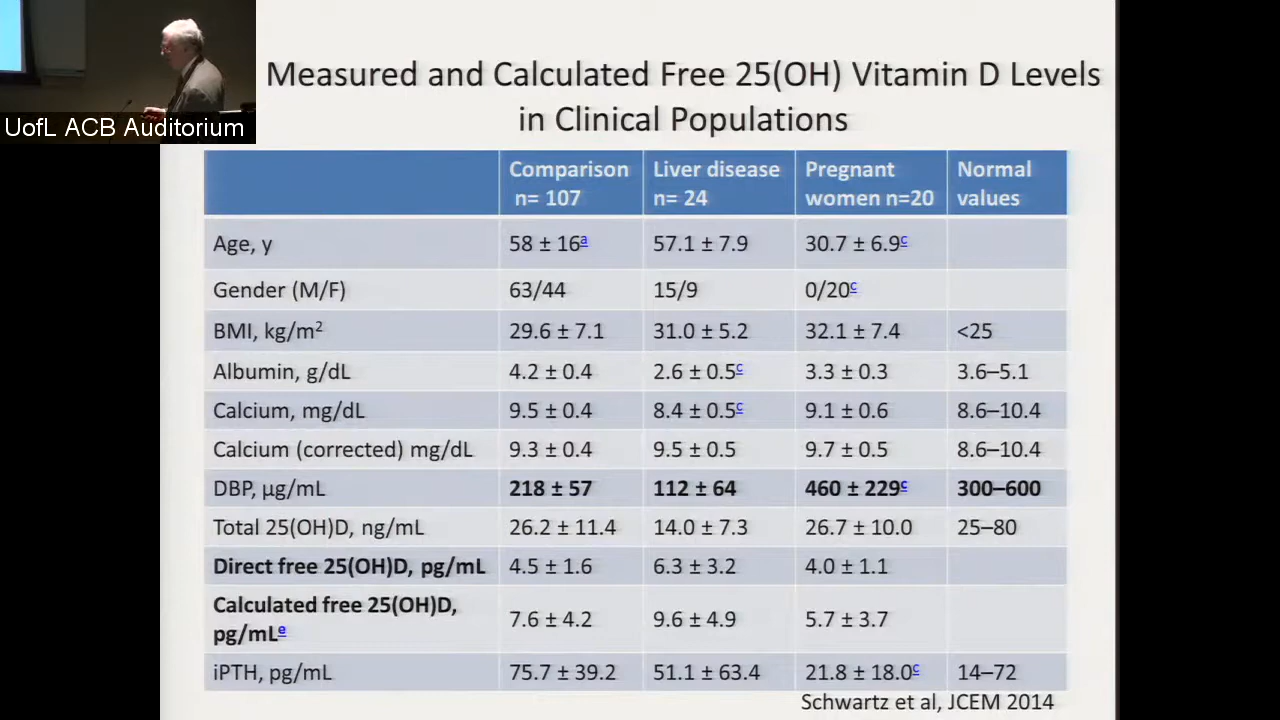 UofL ACB Auditorium
Measured and Calculated Free 25(OH) Vitamin D Levels
in Clinical Populations
Comparison n= 107 Liver disease n= 24 Pregnant women n=20 Normal values
Age, y 58 ± 16a 57.1 ± 7.9 30.7 ± 6.9c
Gender (M/F) 63/44 15/9 0/20c
BMI, kg/m2 29.6 ± 7.1 31.0 ± 5.2 32.1 ± 7.4 <25
Albumin, g/dL 4.2 ± 0.4 2.6 ± 0.5c 3.3 ± 0.3 3.6–5.1
Calcium, mg/dL 9.5 ± 0.4 8.4 ± 0.5c 9.1 ± 0.6 8.6–10.4
Calcium (corrected) mg/dL 9.3 ± 0.4 9.5 ± 0.5 9.7 ± 0.5 8.6–10.4
DBP, µg/mL 218 ± 57 112 ± 64 460 ± 229c 300–600
Total 25(OH)D, ng/mL 26.2 ± 11.4 14.0 ± 7.3 26.7 ± 10.0 25–80
Direct free 25(OH)D, pg/mL 4.5 ± 1.6 6.3 ± 3.2 4.0 ± 1.1
Calculated free 25(OH)D, pg/mLe 7.6 ± 4.2 9.6 ± 4.9 5.7 ± 3.7
iPTH, pg/mL 75.7 ± 39.2 51.1 ± 63.4 21.8 ± 18.0c 14–72
Schwartz et al, JCEM 2014